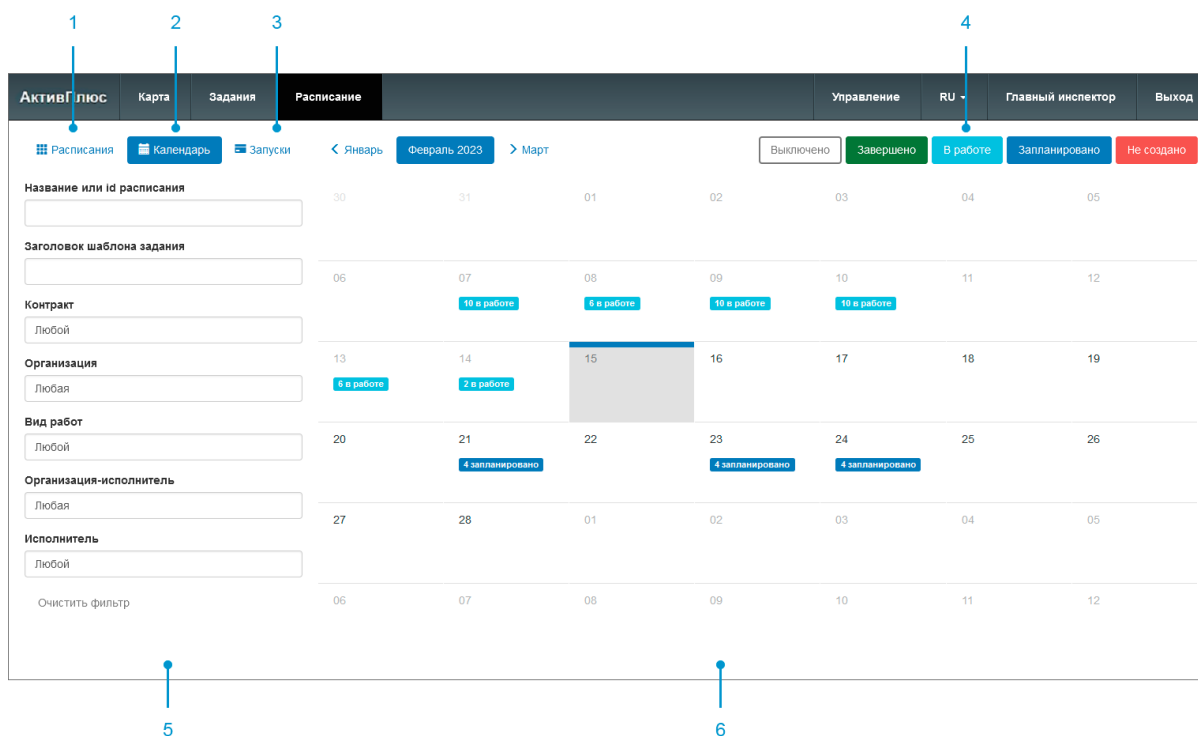 1 2 3 4
АктивПлюс Карта Задания Расписание Управление RU Главный инспектор Выход
Расписания Календарь Запуски Январь Февраль 2023 Март Выключено Завершено В работе Запланировано Не создано
Название или id расписания
30 31 01 02 03 04 05
Заголовок шаблона задания
06 07 08 09 10 11 12
10 в работе 6 в работе 10 в работе 10 в работе
Контракт
Любой
13 14 15 16 17 18 19
Организация
6 в работе 2 в работе
Любая
Вид работ
Любой
20 21 22 23 24 25 26
4 запланировано 4 запланировано 4 запланировано
Организация-исполнитель
Любая
27 28 01 02 03 04 05
Исполнитель
Любой
Очистить фильтр
06 07 08 09 10 11 12
5 6